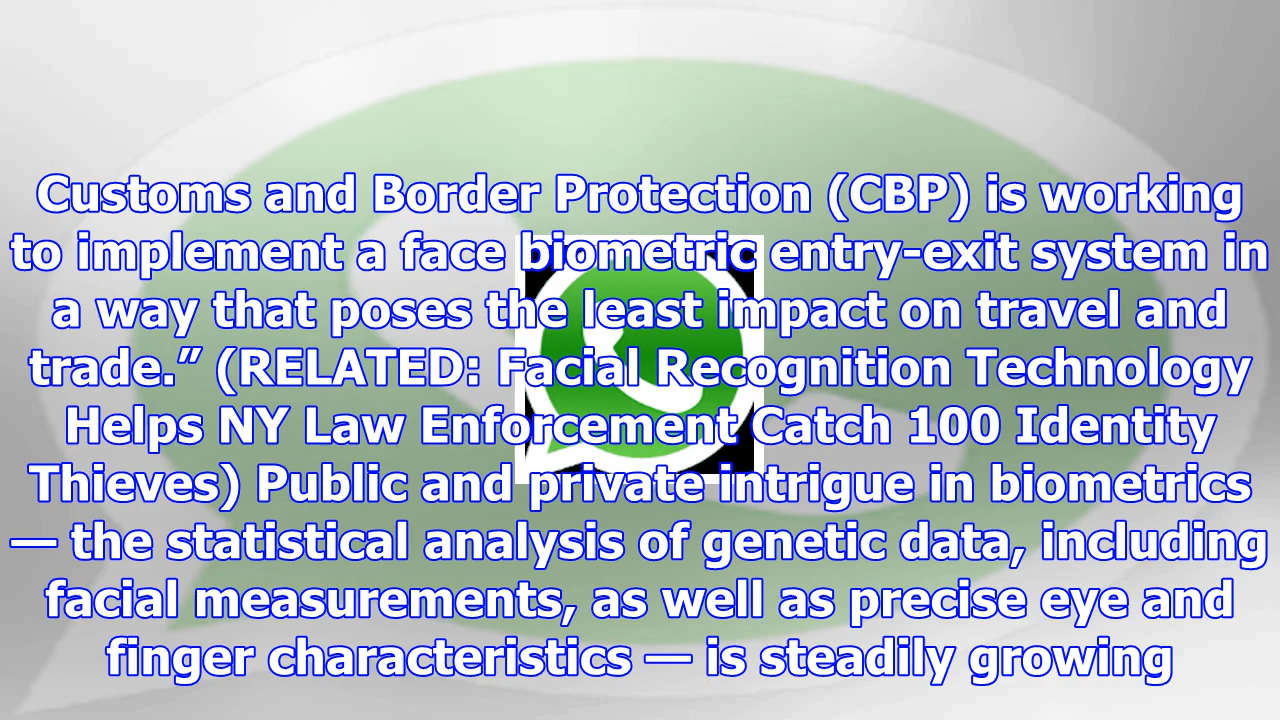 Customs and Border Protection (CBP) is working
to implement a face biometric entry-exit system in
a way that poses the least impact on travel and
trade.” (RELATED: Facial Recognition Technology
Helps NY Law Enforcement Catch 100 Identity
Thieves) Public and private intrigue in biometrics
— the statistical analysis of genetic data, including
facial measurements, as well as precise eye and
finger characteristics — is steadily growing